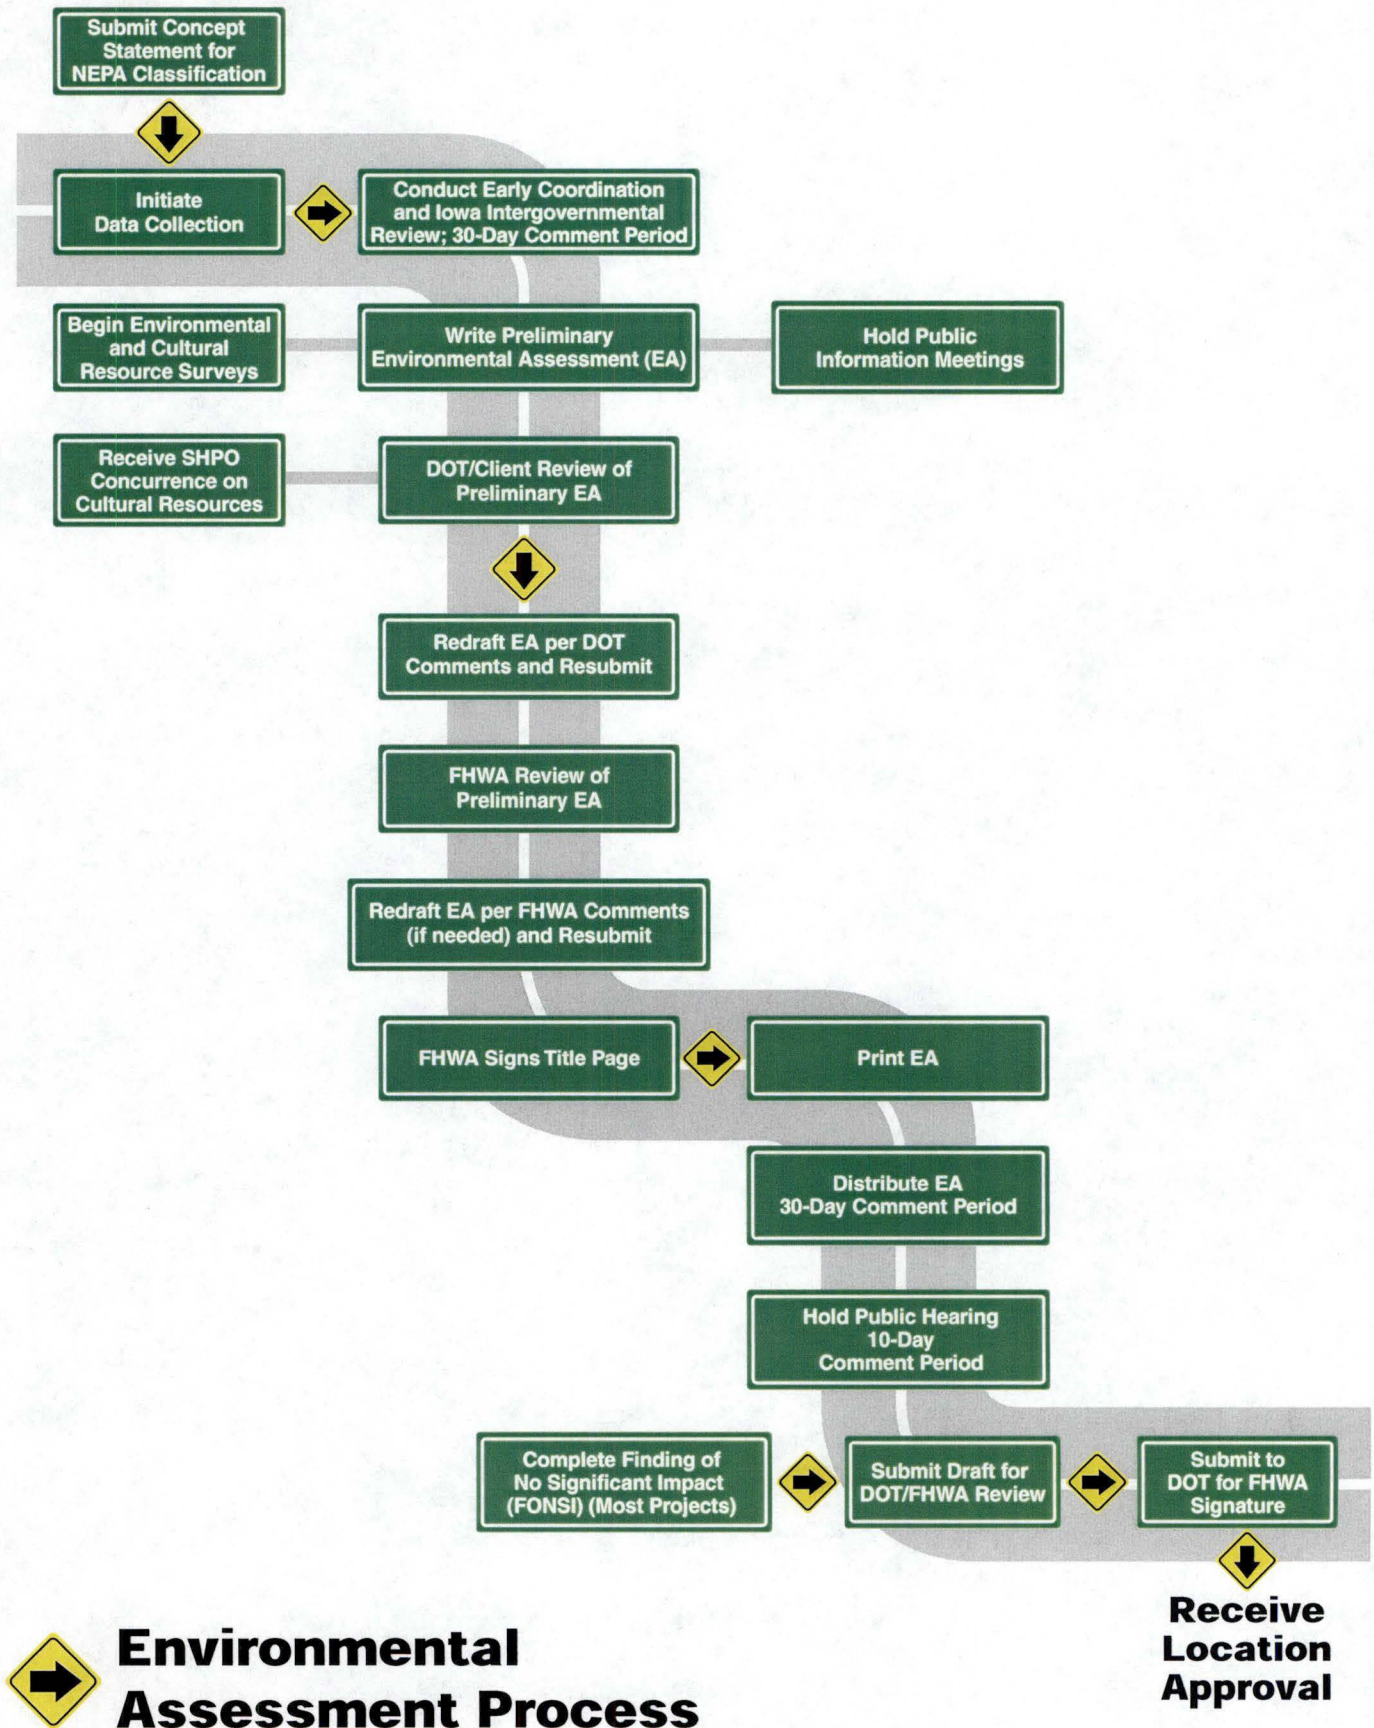 Submit Concept
Statement for
NEPA Classification
Initiate
Data Collection
Conduct Early Coordination
and Iowa Intergovernmental
Review; 30-Day Comment Period
Begin Environmental
and Cultural
Resource Surveys
Write Preliminary
Environmental Assessment (EA)
Hold Public
Information Meetings
Receive SHPO
Concurrence on
Cultural Resources
DOT/Client Review of
Preliminary EA
Redraft EA per DOT
Comments and Resubmit
FHWA Review of
Preliminary EA
Redraft EA per FHWA Comments
(if needed) and Resubmit
FHWA Signs Title Page
Print EA
Distribute EA
30-Day Comment Period
Hold Public Hearing
10-Day
Comment Period
Complete Finding of
No Significant Impact
(FONSI) (Most Projects)
Submit Draft for
DOT/FHWA Review
Submit to
DOT for FHWA
Signature
Receive
Location
Approval
Environmental
Assessment Process